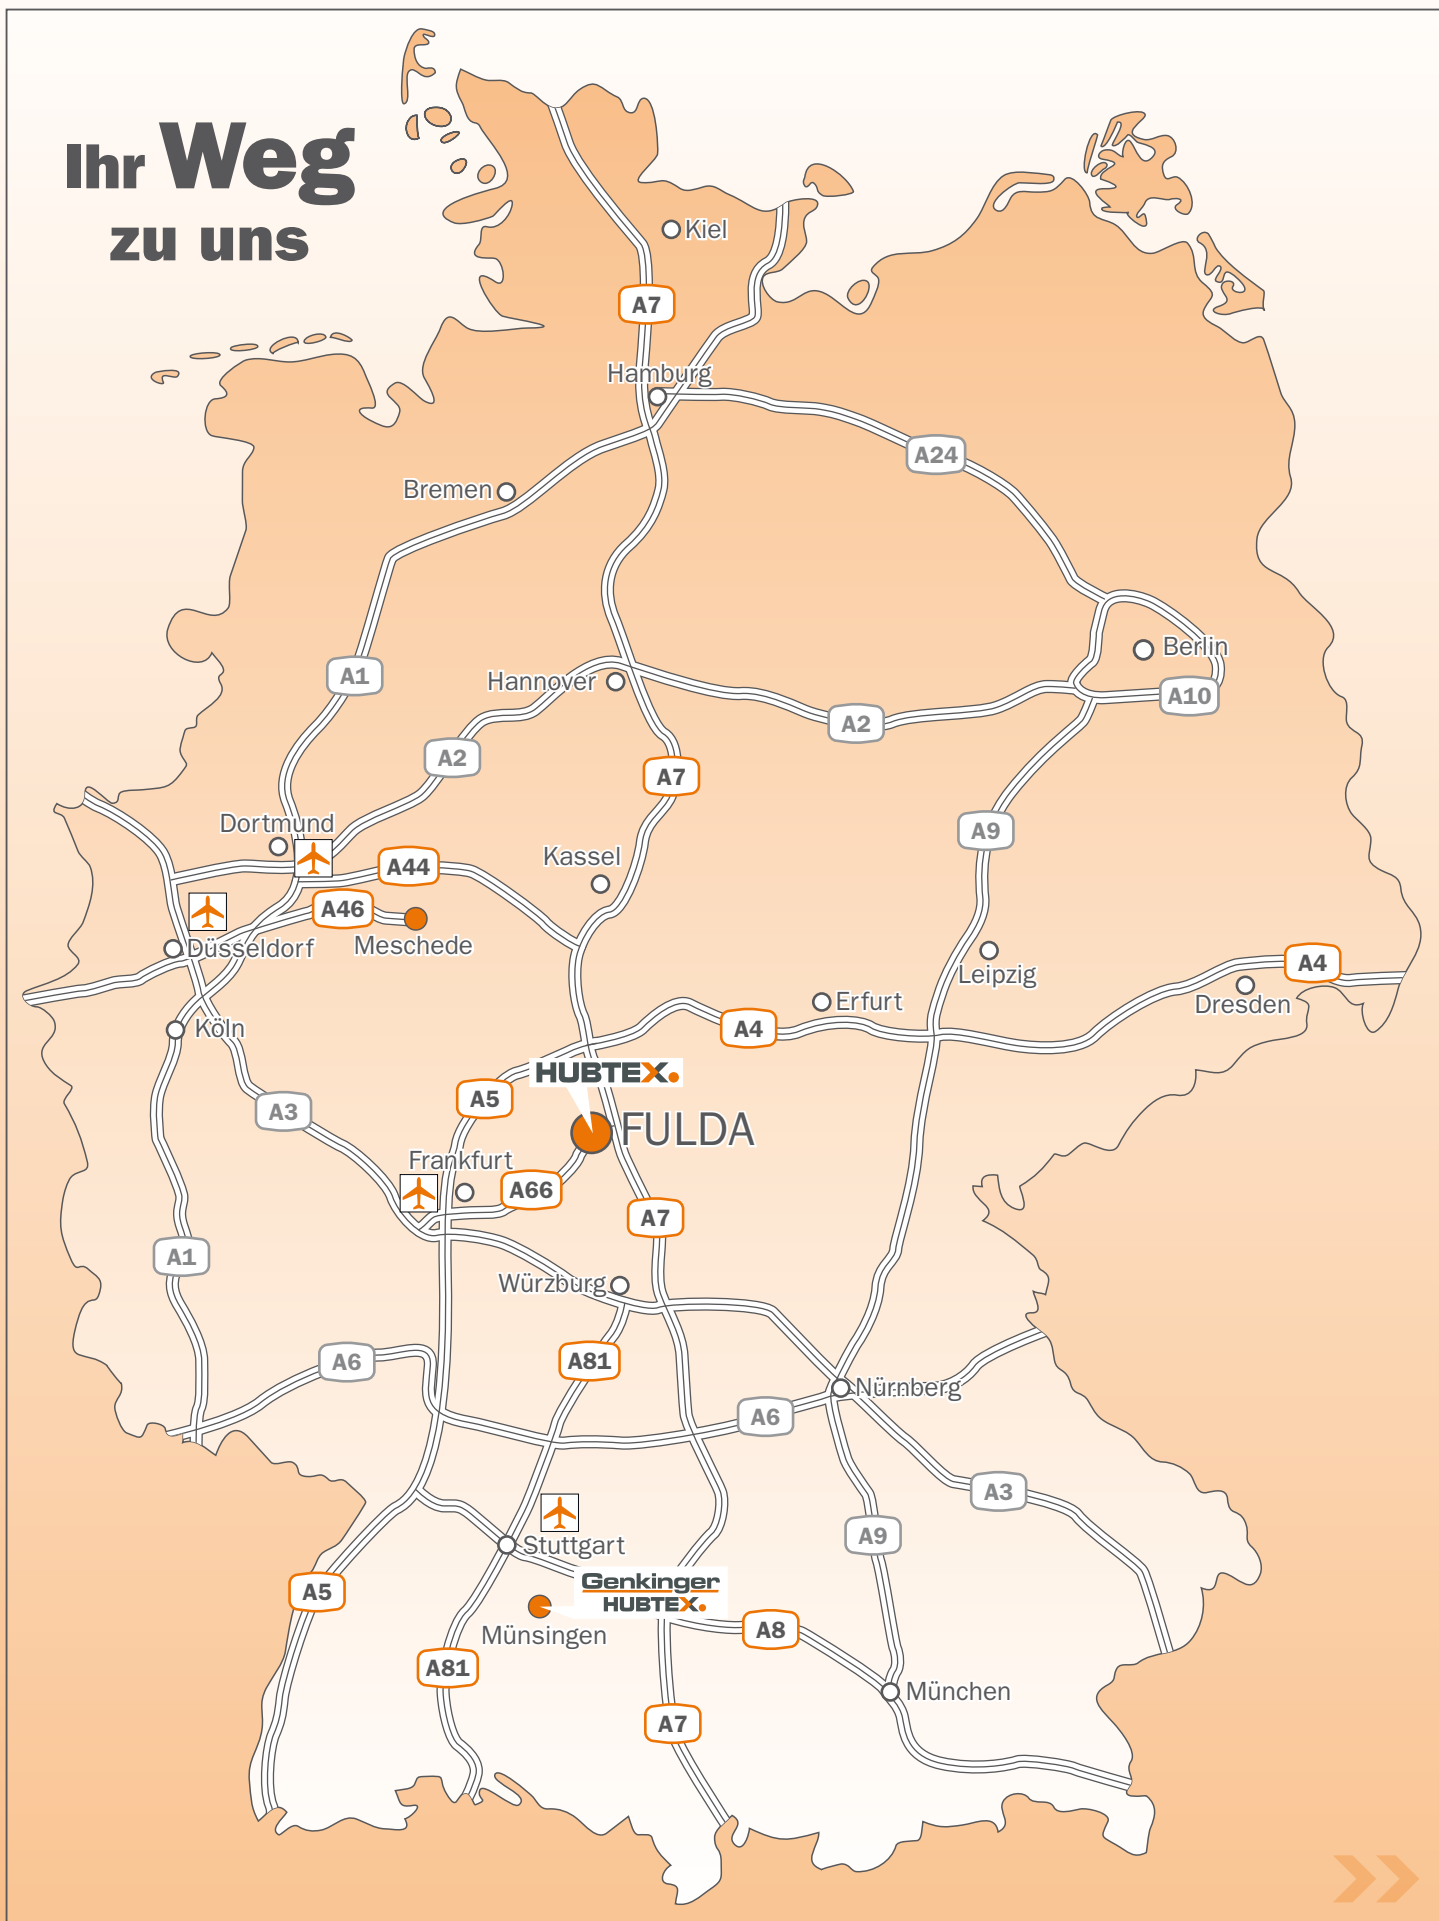 Ihr Weg
zu uns
Kiel
A7
Hamburg
A24
Bremen
Berlin
A1
Hannover
A10
A2
A2
A7
A9
Dortmund
Kassel
A44
A46
Meschede
Düsseldorf
Leipzig
A4
Erfurt
Dresden
Köln
A4
HUBTEX
A5
A3
FULDA
Frankfurt
A66
A7
A1
Würzburg
A6
A81
Nürnberg
A6
A3
A9
Stuttgart
Genkinger
HUBTEX
A5
Münsingen
A8
A81
München
A7